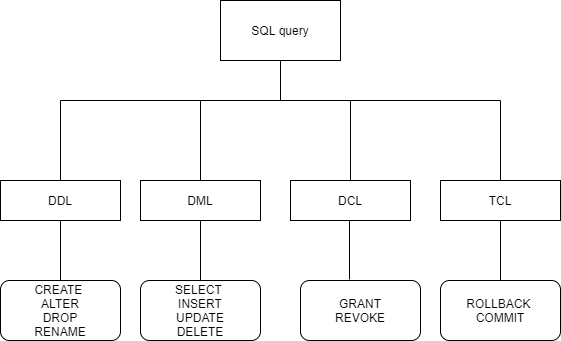 SQL query
DDL
DML
DCL
TCL
CREATE
ALTER
DROP
RENAME
SELECT
INSERT
UPDATE
DELETE
GRANT
REVOKE
ROLLBACK
COMMIT